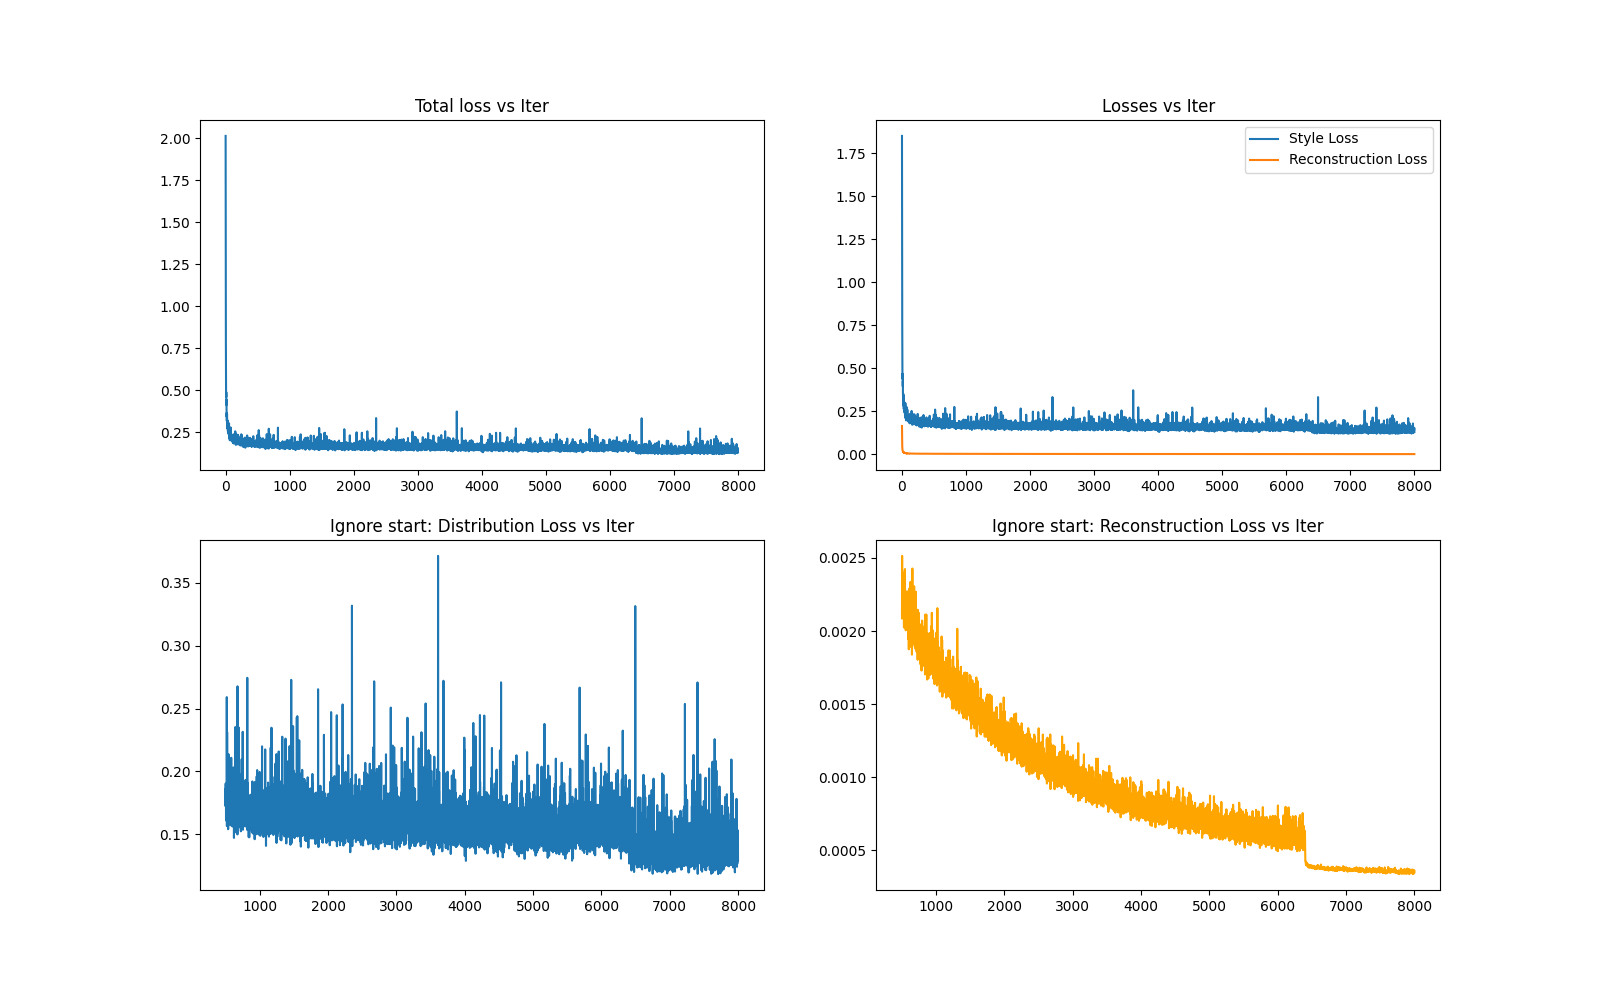 Total loss vs Iter
2.00
1.75
1.50
1.25
1.00
0.75
0.50
0.25
0 1000 2000 3000 4000 5000 6000 7000 8000
Losses vs Iter
Style Loss
Reconstruction Loss
1.75
1.50
1.25
1.00
0.75
0.50
0.25
0.00
0 1000 2000 3000 4000 5000 6000 7000 8000
Ignore start: Distribution Loss vs Iter
0.35
0.30
0.25
0.20
0.15
1000 2000 3000 4000 5000 6000 7000 8000
Ignore start: Reconstruction Loss vs Iter
0.0025
0.0020
0.0015
0.0010
0.0005
1000 2000 3000 4000 5000 6000 7000 8000